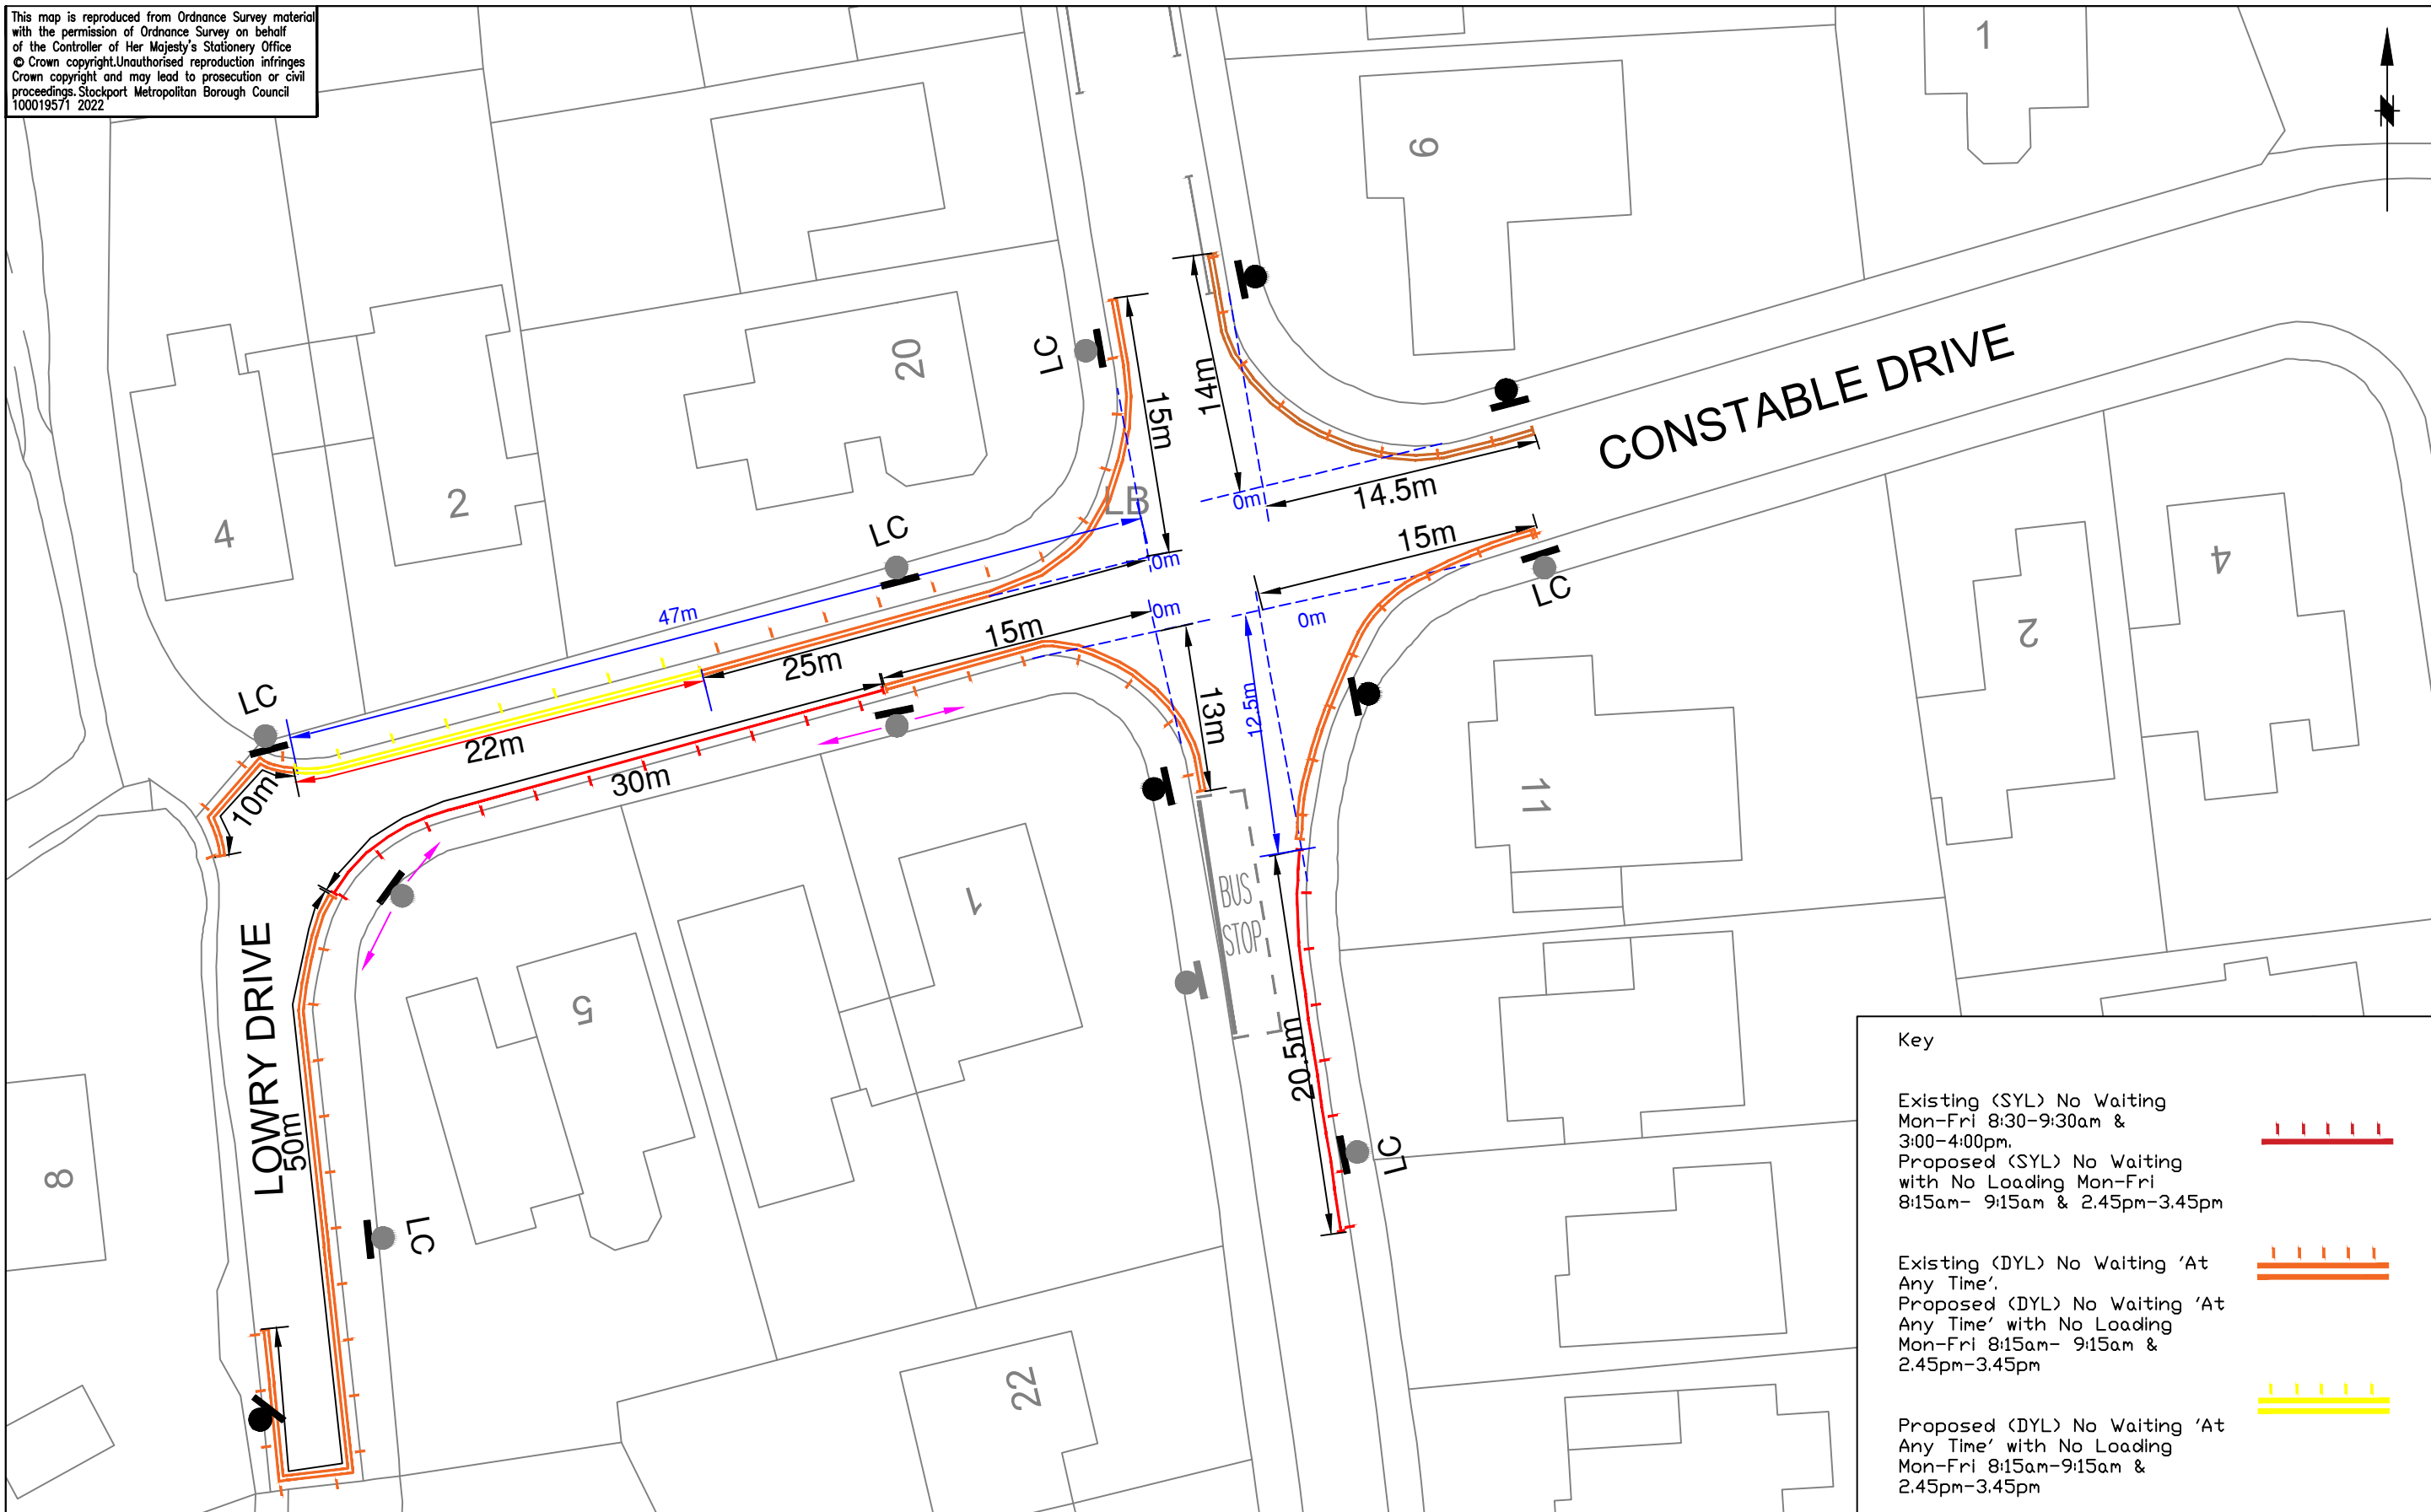 This map is reproduced from Ordnance Survey material
with the permission of Ordnance Survey on behalf
of the Controller of Her Majesty's Stationery Office
© Crown copyright.Unauthorised reproduction infringes
Crown copyright and may lead to prosecution or civil
proceedings. Stockport Metropolitan Borough Council
100019571 2022
1
9
N
20
LC
14m
15m
CONSTABLE DRIVE
4
2
LC
LB
0m
14.5m
15m
0m
47m
0m
15m
0m
LC
4
2
25m
LC
22m
13m
12.5m
30m
10m
11
BUS
STOP
1
5
LOWRY DRIVE
50m
20.5m
LC
8
LC
22
Key
Existing (SYL) No Waiting
Mon-Fri 8:30-9:30am &
3:00-4:00pm.
Proposed (SYL) No Waiting
with No Loading Mon-Fri
8:15am- 9:15am & 2.45pm-3.45pm
Existing (DYL) No Waiting 'At
Any Time'.
Proposed (DYL) No Waiting 'At
Any Time' with No Loading
Mon-Fri 8:15am- 9:15am &
2.45pm-3.45pm
Proposed (DYL) No Waiting 'At
Any Time' with No Loading
Mon-Fri 8:15am-9:15am &
2.45pm-3.45pm